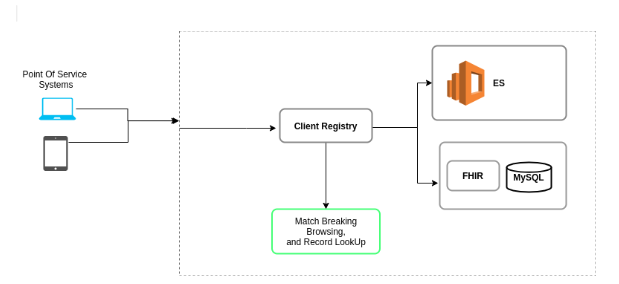 Point Of Service
Systems
Client Registry
ES
FHIR
MySQL
Match Breaking
Browsing,
and Record LookUp